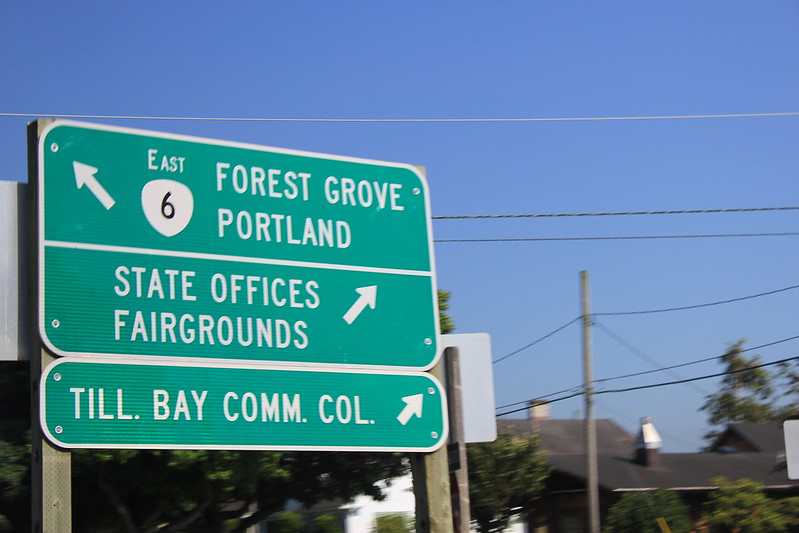 EAST
6
FOREST GROVE
PORTLAND
STATE OFFICES
FAIRGROUNDS
TILL. BAY COMM. COL.